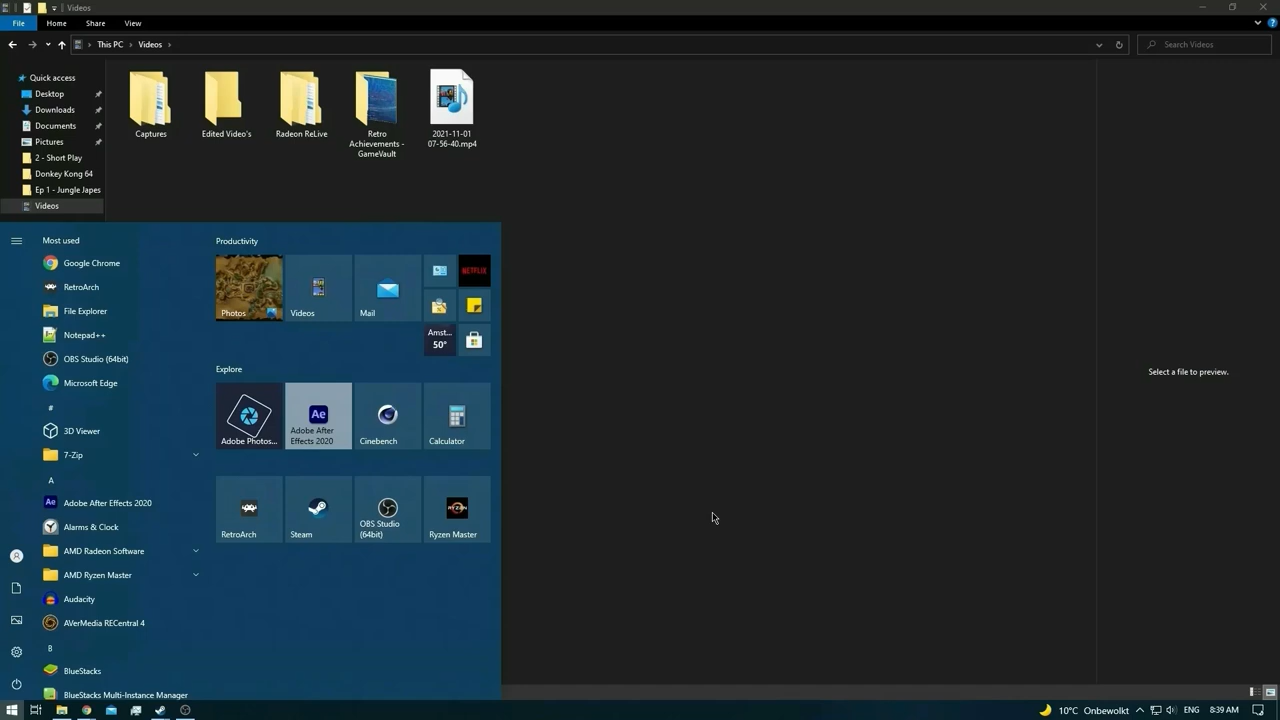 Videos
File
Home
Share
View
This PC
Videos
Search Videos
Quick access
Desktop
Downloads
Documents
Pictures
2 - Short Play
Donkey Kong 64
Ep 1 - Jungle Japes
Videos
Captures
Edited Video's
Radeon ReLive
Retro
Achievements -
GameVault
2021-11-01
07-56-40.mp4
Select a file to preview.
Most used
Google Chrome
RetroArch
File Explorer
Notepad++
OBS Studio (64bit)
Microsoft Edge
#
3D Viewer
7-Zip
A
Adobe After Effects 2020
Alarms & Clock
AMD Radeon Software
AMD Ryzen Master
Audacity
AVerMedia RECentral 4
B
BlueStacks
BlueStacks Multi-Instance Manager
Productivity
Photos
Videos
Mail
NETFLIX
Amst...
50°
Explore
Adobe Photos...
Ae
Adobe After
Effects 2020
Cinebench
Calculator
RetroArch
Steam
OBS Studio
(64bit)
RYZEN
Ryzen Master
10°C Onbewolkt
ENG
8:39 AM